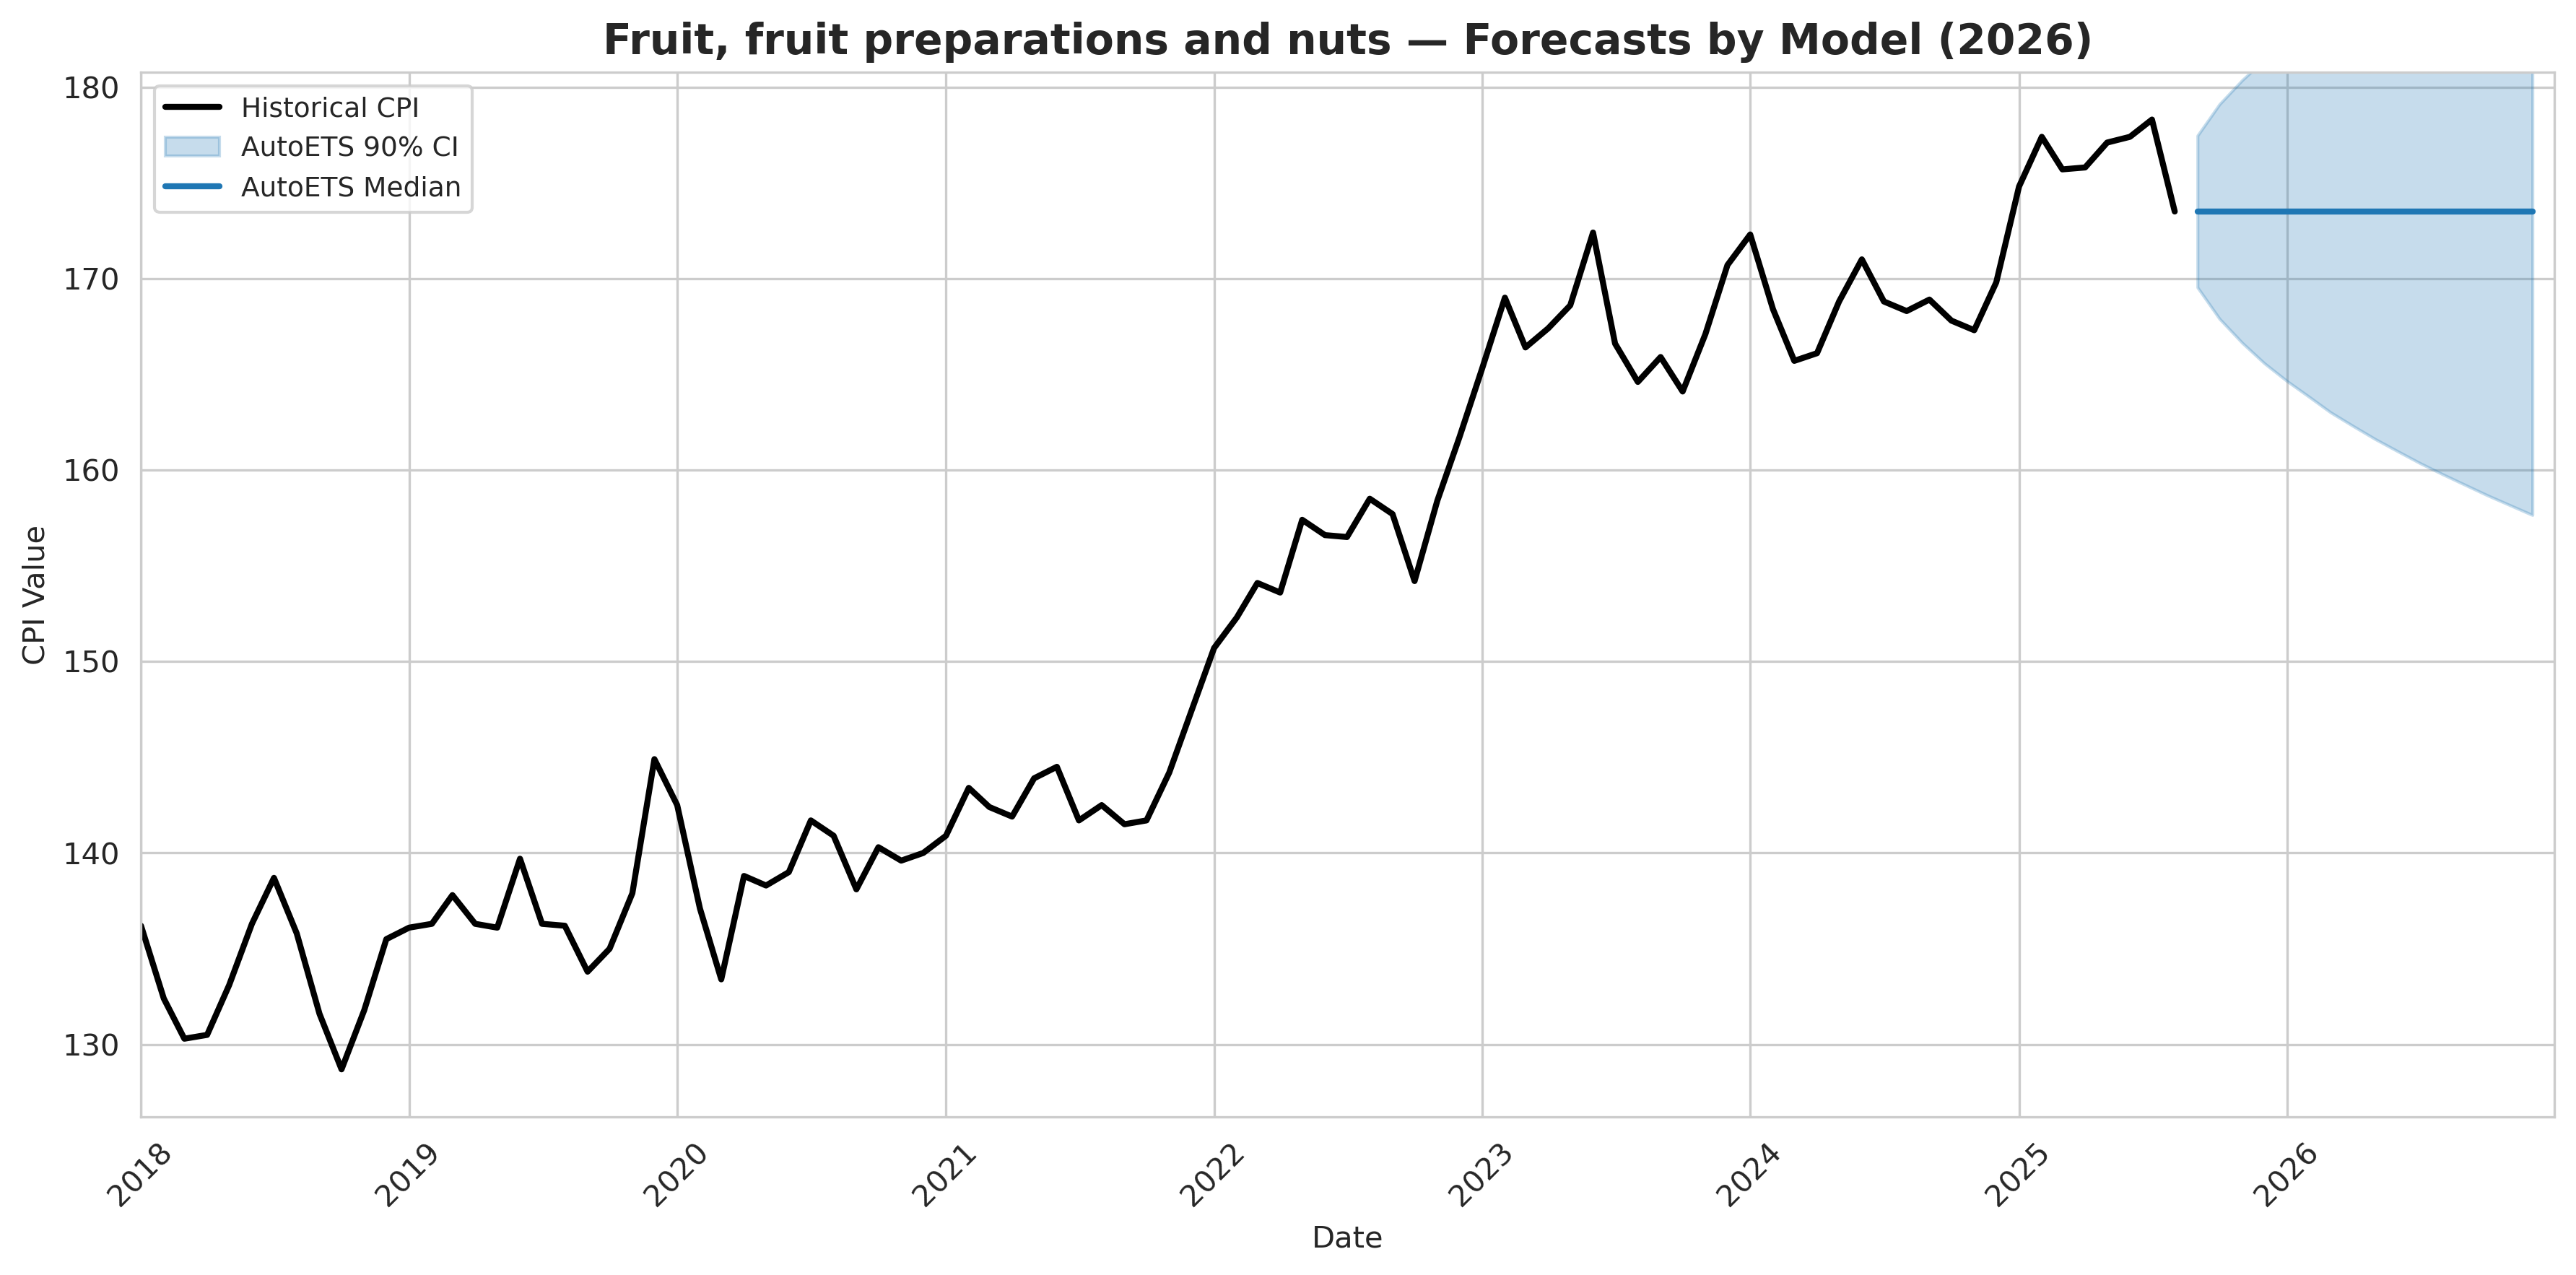 Fruit, fruit preparations and nuts — Forecasts by Model (2026)
Historical CPI
AutoETS 90% CI
AutoETS Median
CPI Value
180
170
160
150
140
130
2018
2019
2020
2021
2022
2023
2024
2025
2026
Date